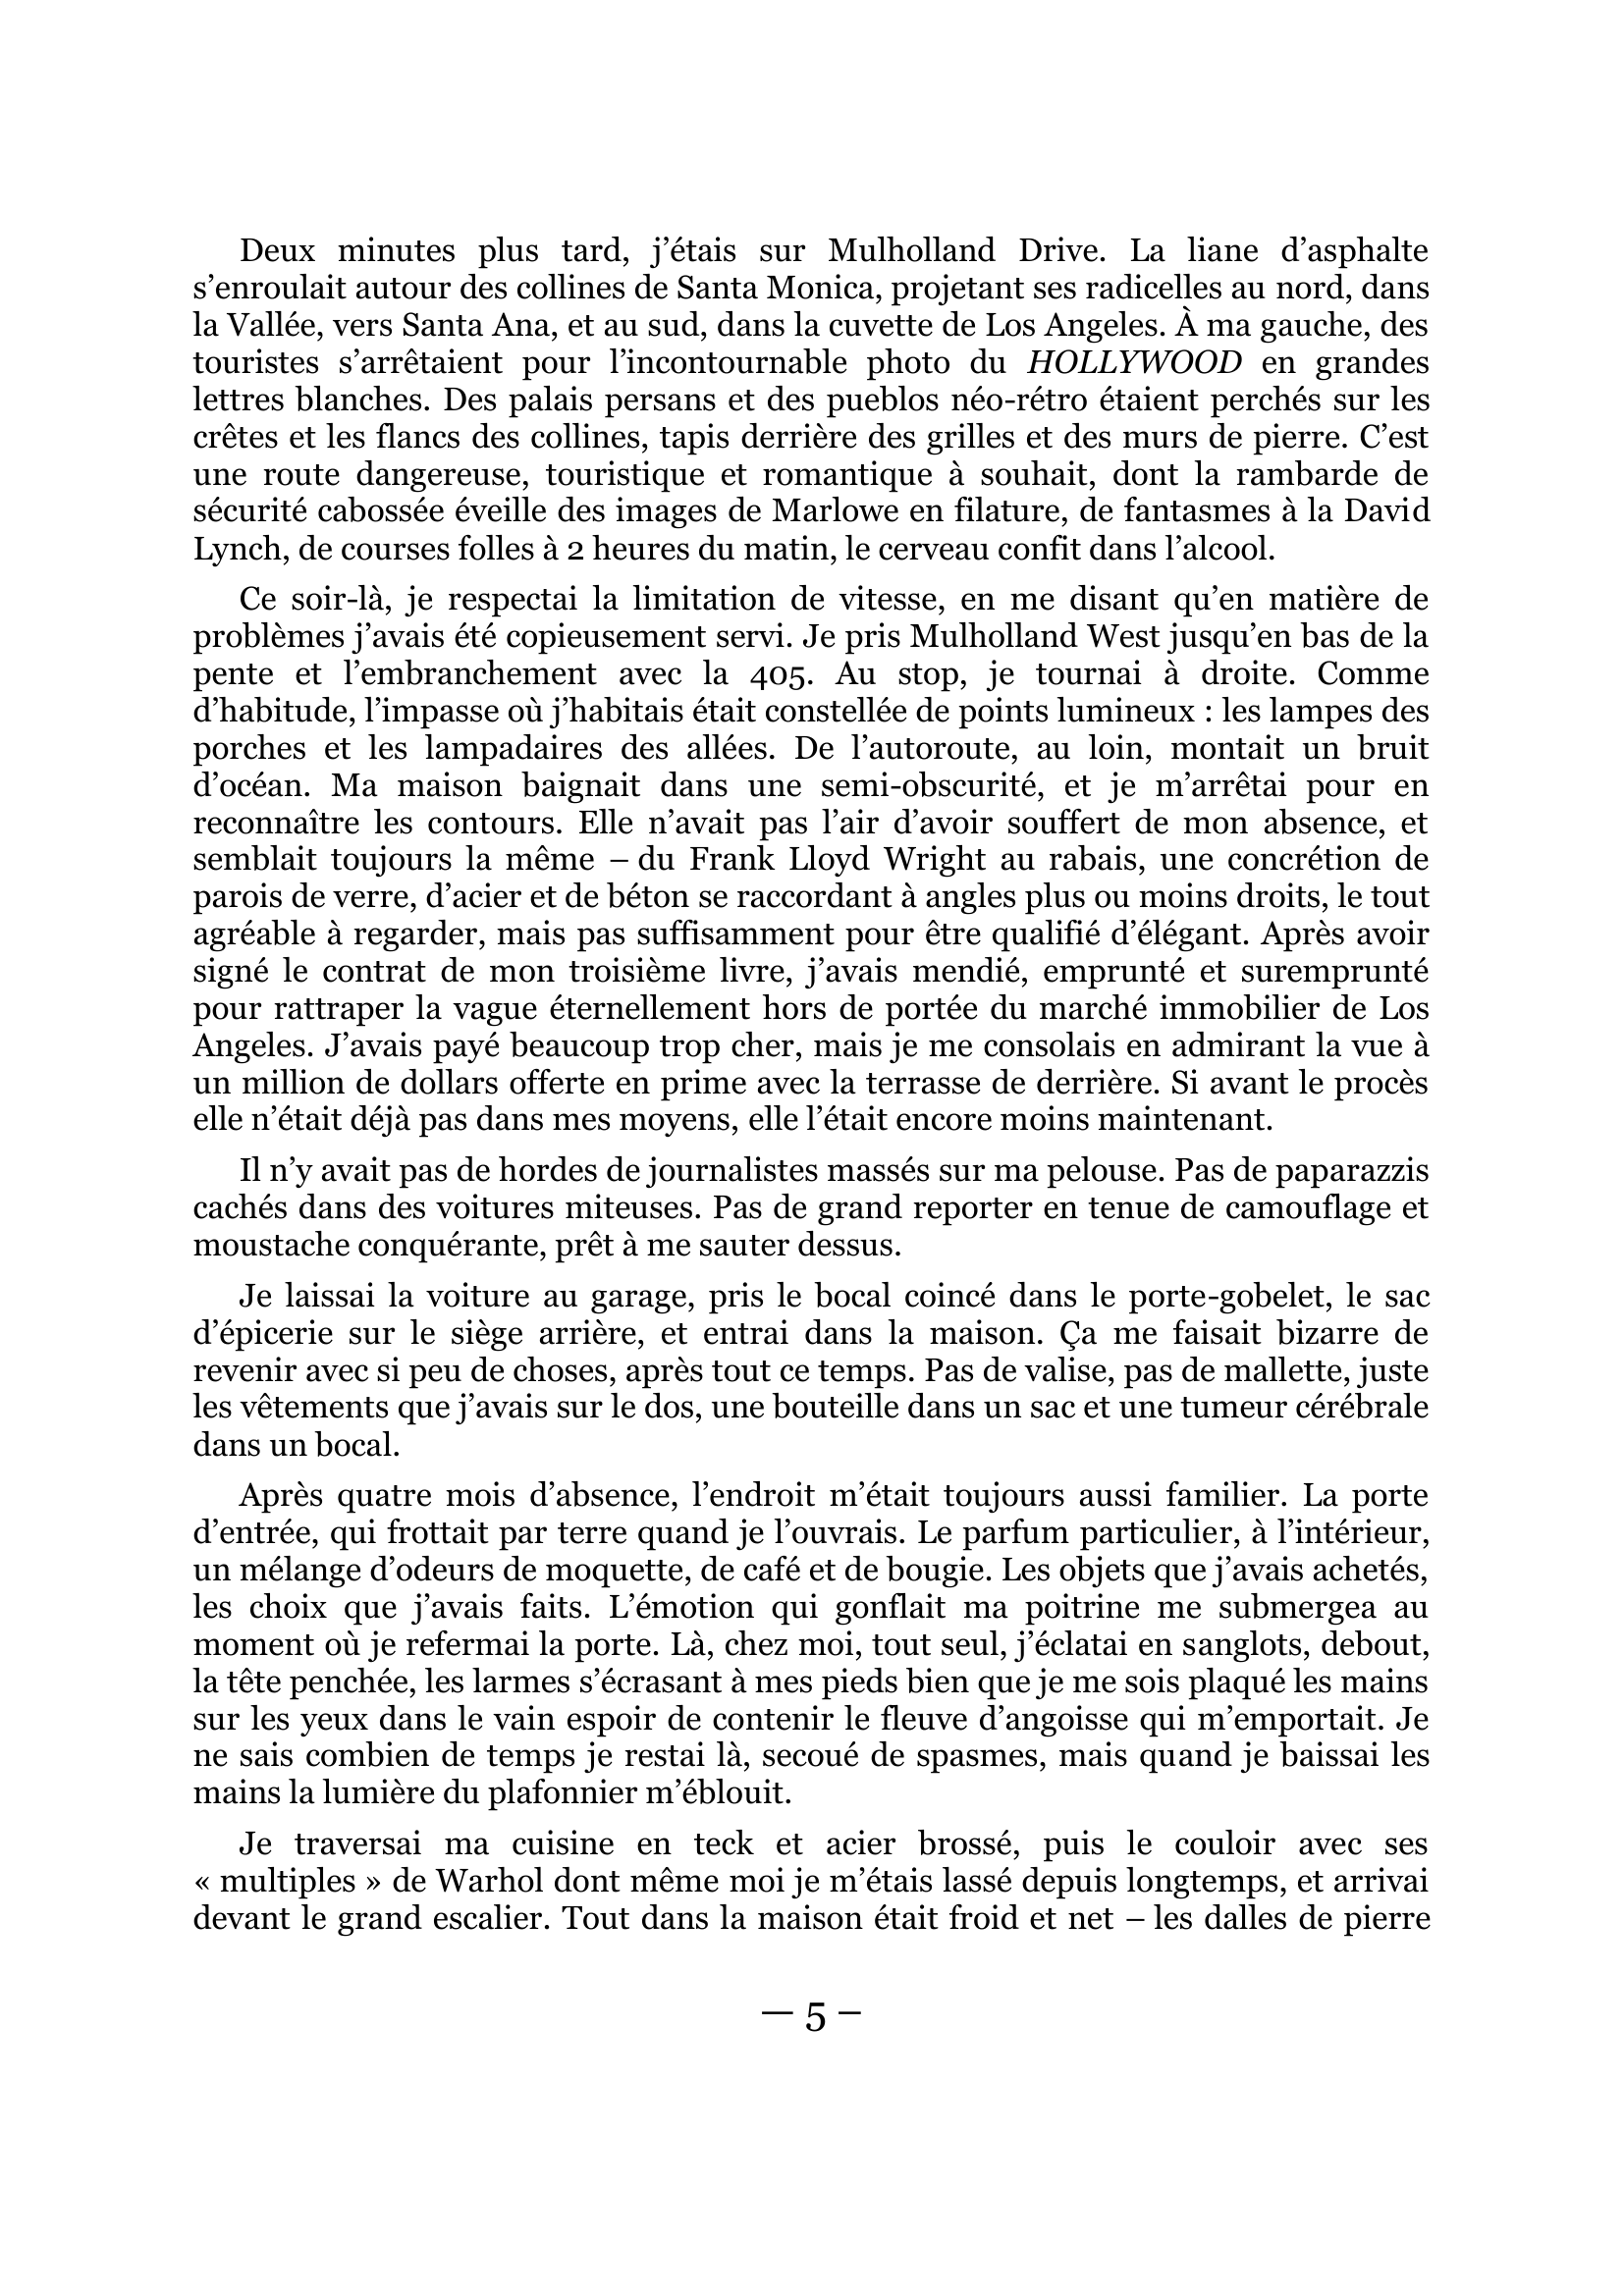 Deux minutes plus tard, j’étais sur Mulholland Drive. La liane d’asphalte
s’enroulait autour des collines de Santa Monica, projetant ses radicelles au nord, dans
la Vallée, vers Santa Ana, et au sud, dans la cuvette de Los Angeles. À ma gauche, des
touristes s’arrêtaient pour l’incontournable photo du HOLLYWOOD en grandes
lettres blanches. Des palais persans et des pueblos néo-rétro étaient perchés sur les
crêtes et les flancs des collines, tapis derrière des grilles et des murs de pierre. C’est
une route dangereuse, touristique et romantique à souhait, dont la rambarde de
sécurité cabossée éveille des images de Marlowe en filature, de fantasmes à la David
Lynch, de courses folles à 2 heures du matin, le cerveau confit dans l’alcool.
Ce soir-là, je respectai la limitation de vitesse, en me disant qu’en matière de
problèmes j’avais été copieusement servi. Je pris Mulholland West jusqu’en bas de la
pente et l’embranchement avec la 405. Au stop, je tournai à droite. Comme
d’habitude, l’impasse où j’habitais était constellée de points lumineux : les lampes des
porches et les lampadaires des allées. De l’autoroute, au loin, montait un bruit
d’océan. Ma maison baignait dans une semi-obscurité, et je m’arrêtai pour en
reconnaître les contours. Elle n’avait pas l’air d’avoir souffert de mon absence, et
semblait toujours la même – du Frank Lloyd Wright au rabais, une concrétion de
parois de verre, d’acier et de béton se raccordant à angles plus ou moins droits, le tout
agréable à regarder, mais pas suffisamment pour être qualifié d’élégant. Après avoir
signé le contrat de mon troisième livre, j’avais mendié, emprunté et suremprunté
pour rattraper la vague éternellement hors de portée du marché immobilier de Los
Angeles. J’avais payé beaucoup trop cher, mais je me consolais en admirant la vue à
un million de dollars offerte en prime avec la terrasse de derrière. Si avant le procès
elle n’était déjà pas dans mes moyens, elle l’était encore moins maintenant.
Il n’y avait pas de hordes de journalistes massés sur ma pelouse. Pas de paparazzis
cachés dans des voitures miteuses. Pas de grand reporter en tenue de camouflage et
moustache conquérante, prêt à me sauter dessus.
Je laissai la voiture au garage, pris le bocal coincé dans le porte-gobelet, le sac
d’épicerie sur le siège arrière, et entrai dans la maison. Ça me faisait bizarre de
revenir avec si peu de choses, après tout ce temps. Pas de valise, pas de mallette, juste
les vêtements que j’avais sur le dos, une bouteille dans un sac et une tumeur cérébrale
dans un bocal.
Après quatre mois d’absence, l’endroit m’était toujours aussi familier. La porte
d’entrée, qui frottait par terre quand je l’ouvrais. Le parfum particulier, à l’intérieur,
un mélange d’odeurs de moquette, de café et de bougie. Les objets que j’avais achetés,
les choix que j’avais faits. L’émotion qui gonflait ma poitrine me submergea au
moment où je refermai la porte. Là, chez moi, tout seul, j’éclatai en sanglots, debout,
la tête penchée, les larmes s’écrasant à mes pieds bien que je me sois plaqué les mains
sur les yeux dans le vain espoir de contenir le fleuve d’angoisse qui m’emportait. Je
ne sais combien de temps je restai là, secoué de spasmes, mais quand je baissai les
mains la lumière du plafonnier m’éblouit.
Je traversai ma cuisine en teck et acier brossé, puis le couloir avec ses
« multiples » de Warhol dont même moi je m’étais lassé depuis longtemps, et arrivai
devant le grand escalier. Tout dans la maison était froid et net – les dalles de pierre
— 5 –